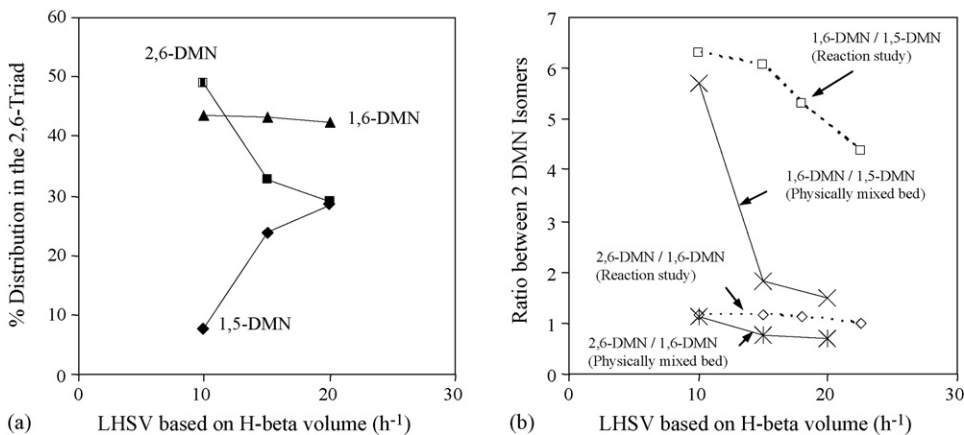 % Distribution in the 2,6-Triad
60
50
40
30
20
10
0
2,6-DMN
1,6-DMN
1,5-DMN
0
10
20
30
(a)
LHSV based on H-beta volume (h-1)
Ratio between 2 DMN Isomers
7
6
5
4
3
2
1
0
1,6-DMN / 1,5-DMN
(Reaction study)
1,6-DMN / 1,5-DMN
(Physically mixed bed)
2,6-DMN / 1,6-DMN
(Reaction study)
2,6-DMN / 1,6-DMN
(Physically mixed bed)
0
10
20
30
(b)
LHSV based on H-beta volume (h-1)